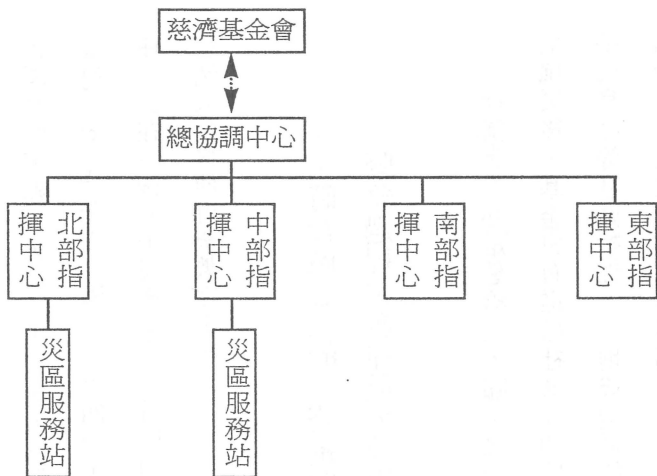 慈濟基金會
總協調中心
北部指揮中心
中部指揮中心
南部指揮中心
東部指揮中心
災區服務站
災區服務站